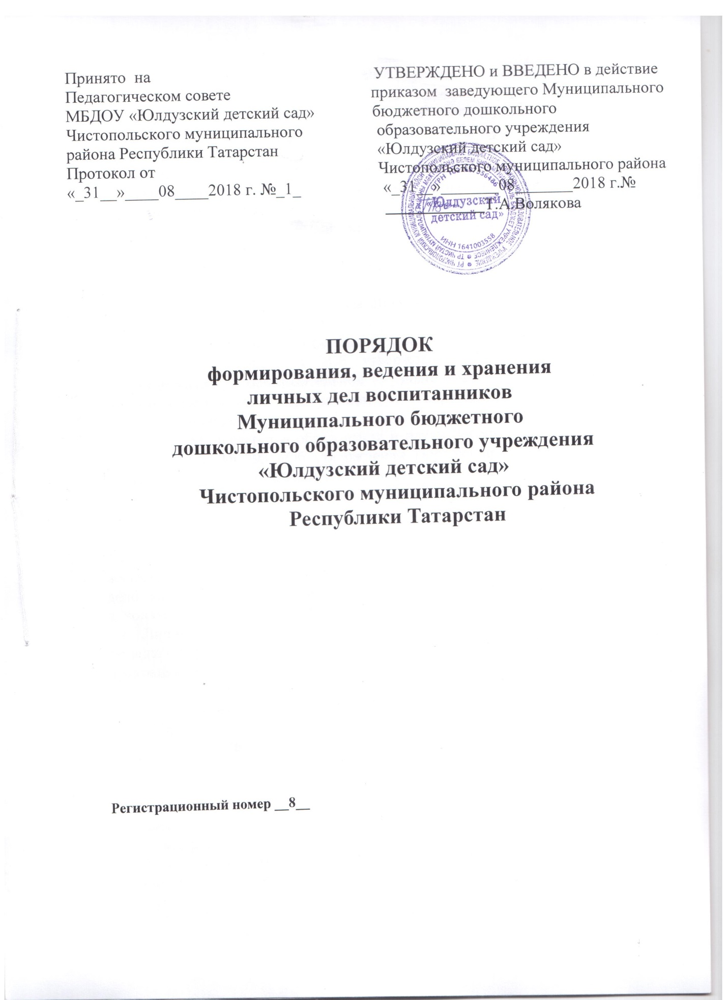 Принято  на
Педагогическом совете
МБДОУ «Юлдузский детский сад»
Чистопольского муниципального
района Республики Татарстан
Протокол от
«_31__»____08____2018 г. №_1_
УТВЕРЖДЕНО и ВВЕДЕНО в действие
приказом  заведующего Муниципального
бюджетного дошкольного
образовательного учреждения
«Юлдузский детский сад»
Чистопольского муниципального района
«_31__»_______08_______2018 г.№
____________Т.А.Волякова
«Юлдузский
детский сад»
ИНН 1641003558
ПОРЯДОК
формирования, ведения и хранения
личных дел воспитанников
Муниципального бюджетного
дошкольного образовательного учреждения
«Юлдузский детский сад»
Чистопольского муниципального района
Республики Татарстан
Регистрационный номер __8__